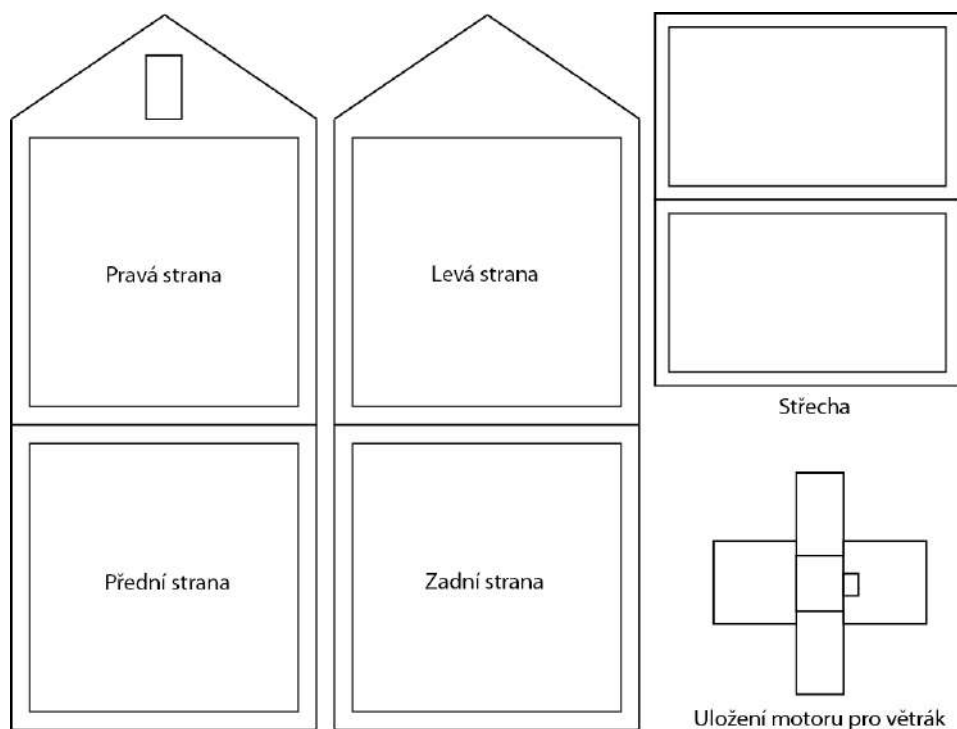 Pravá strana
Levá strana
Střecha
Přední strana
Zadní strana
Uložení motoru pro větrák